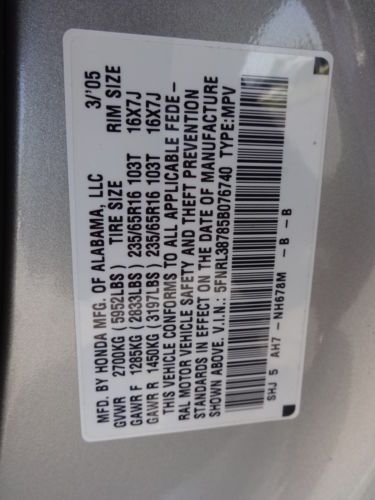 MFD. BY HONDA MFG. OF ALABAMA, LLC 3/'05
GVWR 2700KG (5952LBS) TIRE SIZE RIM SIZE
GAWR F 1285KG (2833LBS) 235/65R16 103T 16X7J
GAWR R 1450KG (3197LBS) 235/65R16 103T 16X7J
THIS VEHICLE CONFORMS TO ALL APPLICABLE FEDE-
RAL MOTOR VEHICLE SAFETY AND THEFT PREVENTION
STANDARDS IN EFFECT ON THE DATE OF MANUFACTURE
SHOWN ABOVE. V.I.N.: 5FNRL38785B076740 TYPE:MPV
SHJ 5 AH7 - NH678M - B - B